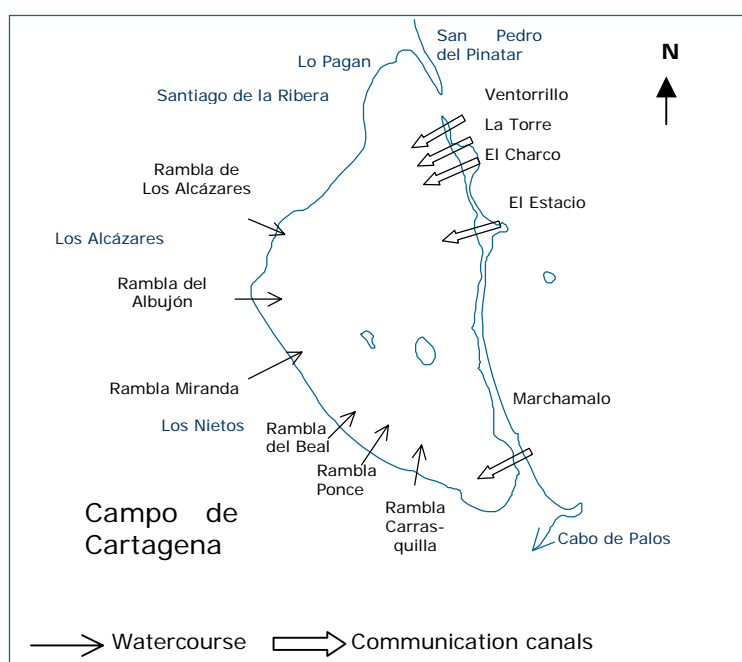 San Pedro
del Pinatar
Lo Pagan
N
Santiago de la Ribera
Ventorrillo
La Torre
El Charco
Rambla de
Los Alcázares
El Estacio
Los Alcázares
Rambla del
Albujón
Rambla Miranda
Marchamalo
Los Nietos
Rambla
del Beal
Rambla
Ponce
Rambla
Carras-
quilla
Campo de
Cartagena
Cabo de Palos
Watercourse
Communication canals